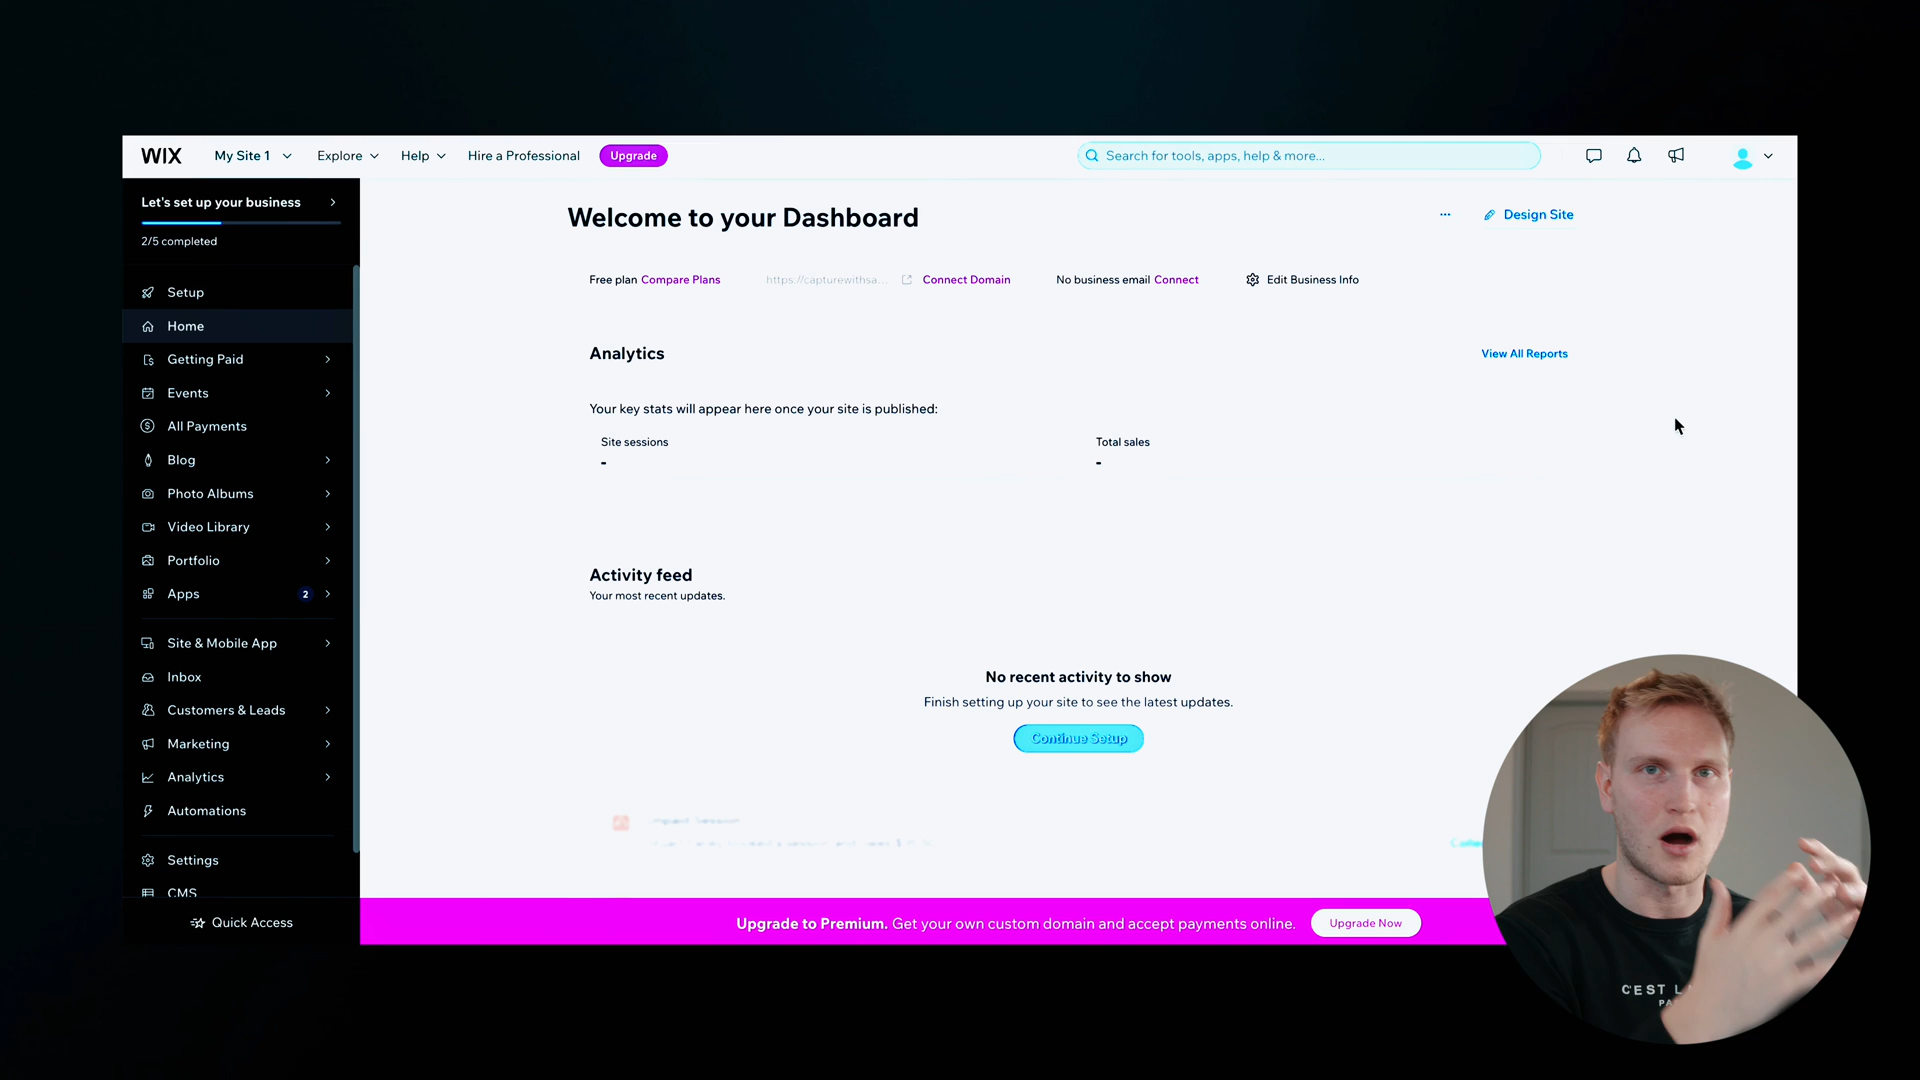 WIX My Site 1 Explore Help Hire a Professional Upgrade Search for tools, apps, help & more...
Let's set up your business
2/5 completed
Setup
Home
Getting Paid
Events
All Payments
Blog
Photo Albums
Video Library
Portfolio
Apps 2
Site & Mobile App
Inbox
Customers & Leads
Marketing
Analytics
Automations
Settings
CMS
Quick Access
Welcome to your Dashboard
... Design Site
Free plan Compare Plans https://capturewithsa... Connect Domain No business email Connect Edit Business Info
Analytics View All Reports
Your key stats will appear here once your site is published:
Site sessions Total sales
- -
Activity feed
Your most recent updates.
No recent activity to show
Finish setting up your site to see the latest updates.
Continue Setup
Upgrade to Premium. Get your own custom domain and accept payments online. Upgrade Now
C'EST